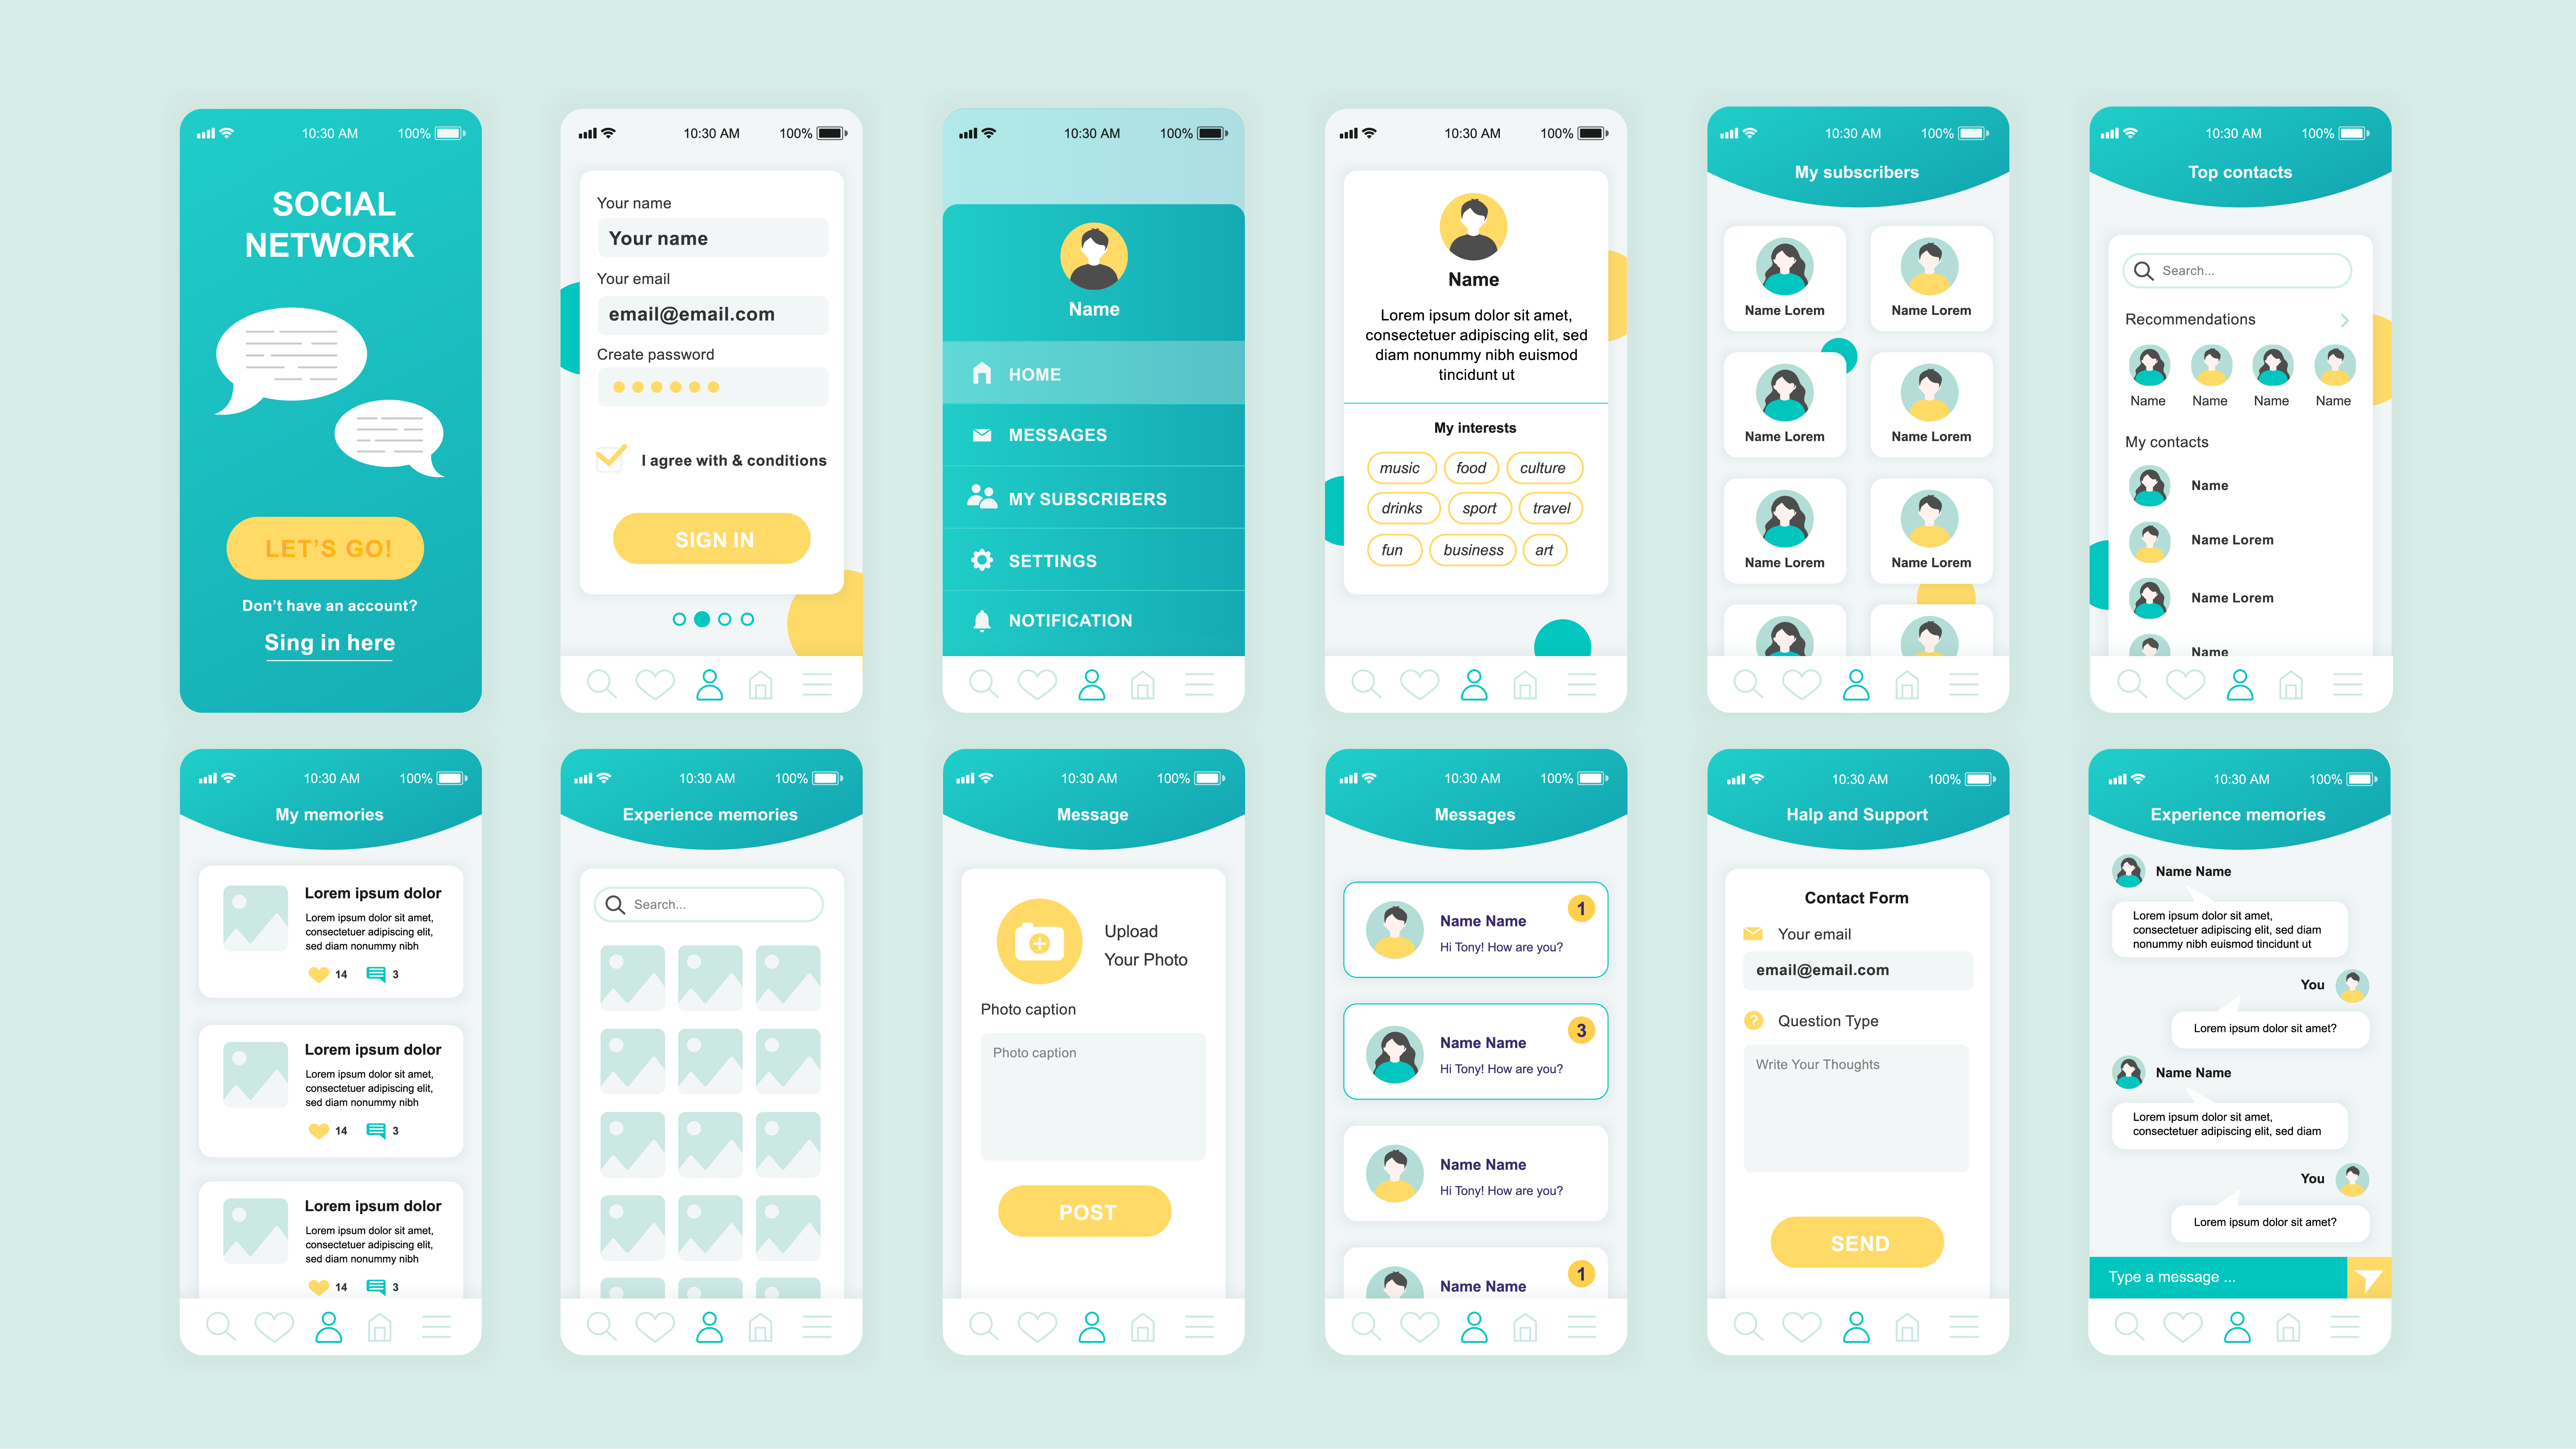 10:30 AM 100%
SOCIAL
NETWORK
LET'S GO!
Don't have an account?
Sing in here
10:30 AM 100%
Your name
Your name
Your email
email@email.com
Create password
I agree with & conditions
SIGN IN
10:30 AM 100%
Name
HOME
MESSAGES
MY SUBSCRIBERS
SETTINGS
NOTIFICATION
10:30 AM 100%
Name
Lorem ipsum dolor sit amet,
consectetuer adipiscing elit, sed
diam nonummy nibh euismod
tincidunt ut
My interests
music food culture
drinks sport travel
fun business art
10:30 AM 100%
My subscribers
Name Lorem Name Lorem
Name Lorem Name Lorem
Name Lorem Name Lorem
10:30 AM 100%
Top contacts
Search...
Recommendations
Name Name Name Name
My contacts
Name
Name Lorem
Name Lorem
Name
10:30 AM 100%
My memories
Lorem ipsum dolor
Lorem ipsum dolor sit amet,
consectetuer adipiscing elit,
sed diam nonummy nibh
14 3
Lorem ipsum dolor
Lorem ipsum dolor sit amet,
consectetuer adipiscing elit,
sed diam nonummy nibh
14 3
Lorem ipsum dolor
Lorem ipsum dolor sit amet,
consectetuer adipiscing elit,
sed diam nonummy nibh
14 3
10:30 AM 100%
Experience memories
Search...
10:30 AM 100%
Message
Upload
Your Photo
Photo caption
Photo caption
POST
10:30 AM 100%
Messages
1
Name Name
Hi Tony! How are you?
3
Name Name
Hi Tony! How are you?
Name Name
Hi Tony! How are you?
1
Name Name
10:30 AM 100%
Halp and Support
Contact Form
Your email
email@email.com
? Question Type
Write Your Thoughts
SEND
10:30 AM 100%
Experience memories
Name Name
Lorem ipsum dolor sit amet,
consectetuer adipiscing elit, sed diam
nonummy nibh euismod tincidunt ut
You
Lorem ipsum dolor sit amet?
Name Name
Lorem ipsum dolor sit amet,
consectetuer adipiscing elit, sed diam
You
Lorem ipsum dolor sit amet?
Type a message ...